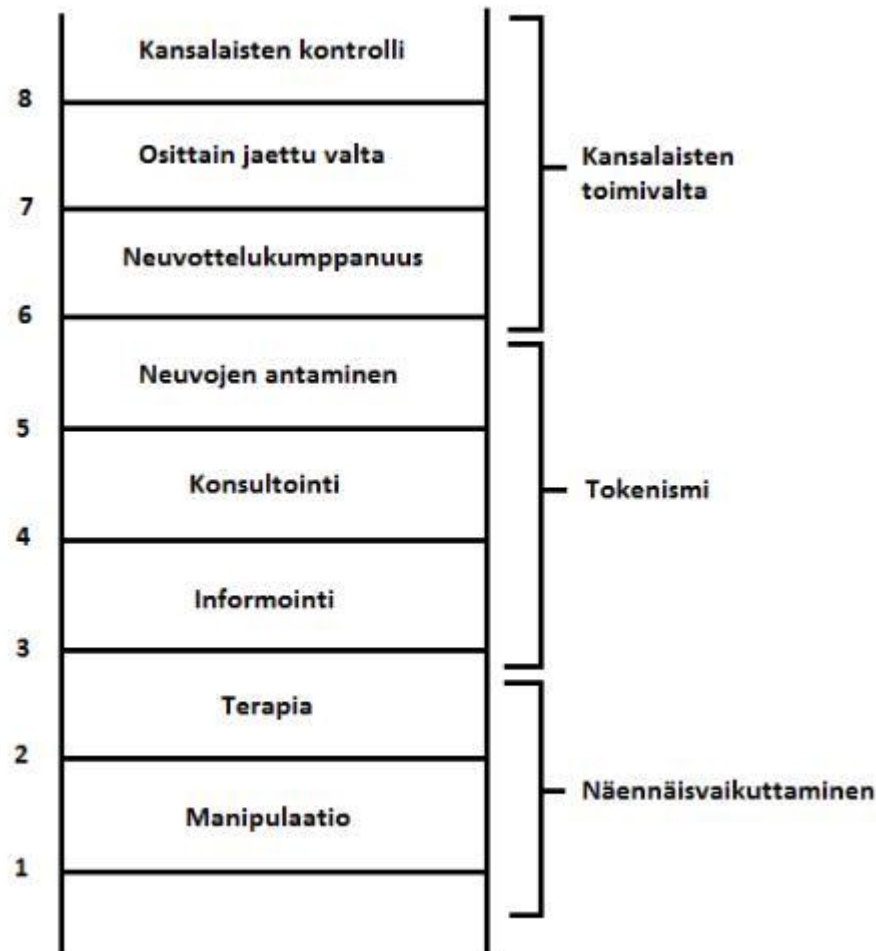 Kansalaisten kontrolli
8
Osittain jaettu valta
7
Neuvottelukumppanuus
6
Neuvojen antaminen
5
Konsultointi
4
Informointi
3
Terapia
2
Manipulaatio
1
Kansalaisten
toimivalta
Tokenismi
Näennäisvaikuttaminen